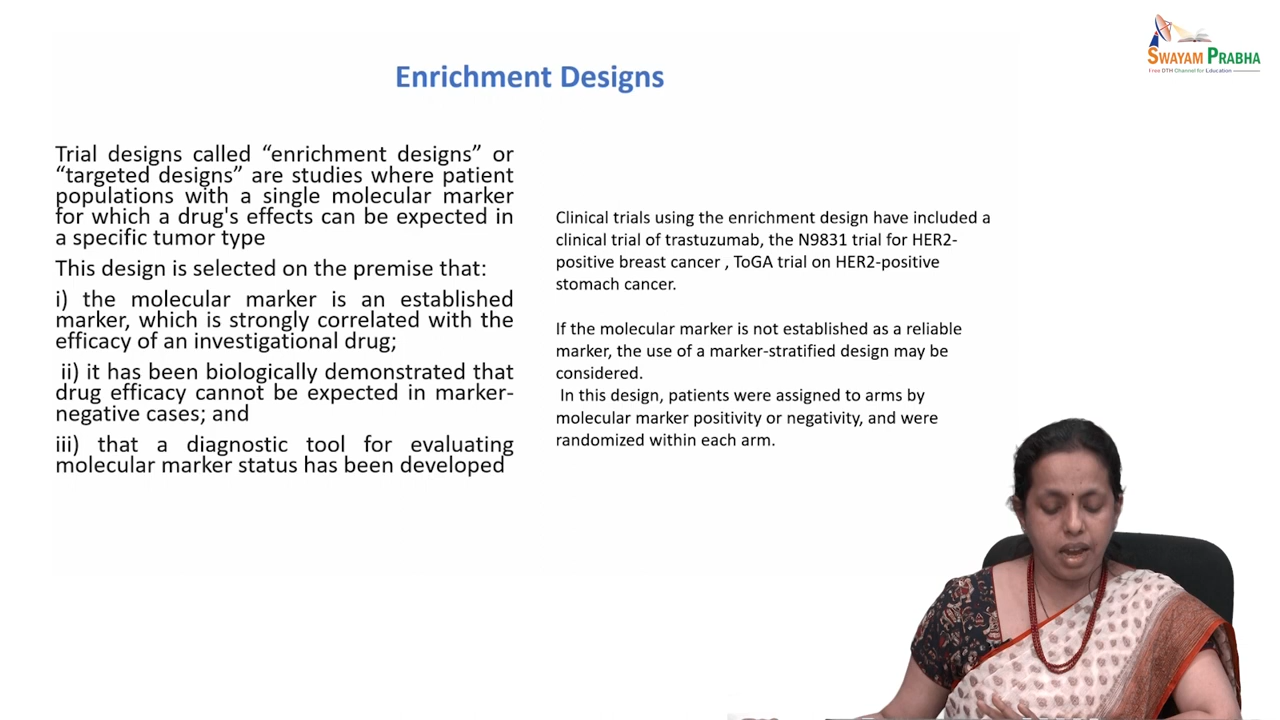 SWAYAM PRABHA
Free DTH Channel for Education
Enrichment Designs
Trial designs called “enrichment designs” or
“targeted designs” are studies where patient
populations with a single molecular marker
for which a drug's effects can be expected in
a specific tumor type
This design is selected on the premise that:
i) the molecular marker is an established
marker, which is strongly correlated with the
efficacy of an investigational drug;
ii) it has been biologically demonstrated that
drug efficacy cannot be expected in marker-
negative cases; and
iii) that a diagnostic tool for evaluating
molecular marker status has been developed
Clinical trials using the enrichment design have included a
clinical trial of trastuzumab, the N9831 trial for HER2-
positive breast cancer , ToGA trial on HER2-positive
stomach cancer.
If the molecular marker is not established as a reliable
marker, the use of a marker-stratified design may be
considered.
In this design, patients were assigned to arms by
molecular marker positivity or negativity, and were
randomized within each arm.